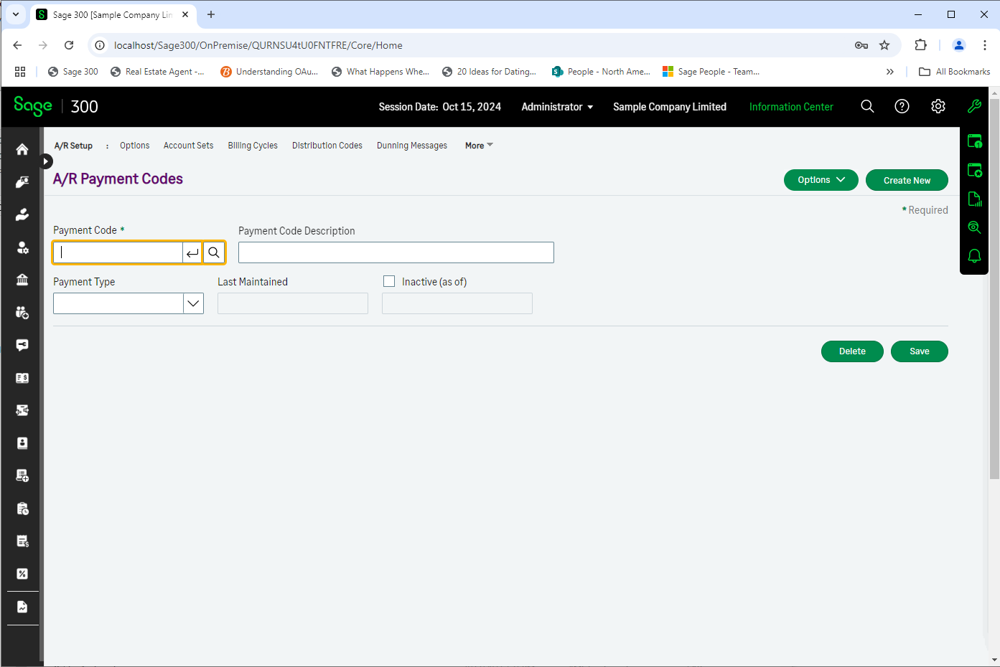 Sage 300 [Sample Company Lin
localhost/Sage300/OnPremise/QURNSU4tU0FNTFRE/Core/Home
Sage 300 Real Estate Agent -... Understanding OAu... What Happens Whe... 20 Ideas for Dating... People - North Ame... Sage People - Team... All Bookmarks
Sage 300 Session Date: Oct 15, 2024 Administrator Sample Company Limited Information Center
A/R Setup : Options Account Sets Billing Cycles Distribution Codes Dunning Messages More
A/R Payment Codes Options Create New
* Required
Payment Code * Payment Code Description
Payment Type Last Maintained Inactive (as of)
Delete Save